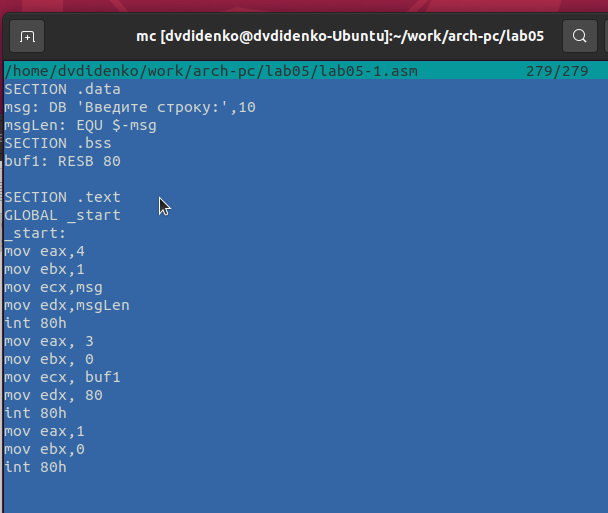 mc [dvdidenko@dvdidenko-Ubuntu]:~/work/arch-pc/lab05
/home/dvdidenko/work/arch-pc/lab05/lab05-1.asm 279/279
SECTION .data
msg: DB 'Введите строку:',10
msgLen: EQU $-msg
SECTION .bss
buf1: RESB 80
SECTION .text
GLOBAL _start
_start:
mov eax,4
mov ebx,1
mov ecx,msg
mov edx,msgLen
int 80h
mov eax, 3
mov ebx, 0
mov ecx, buf1
mov edx, 80
int 80h
mov eax,1
mov ebx,0
int 80h